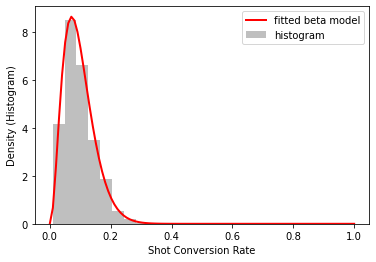 fitted beta model
histogram
Density (Histogram)
8
6
4
2
0
0.0 0.2 0.4 0.6 0.8 1.0
Shot Conversion Rate